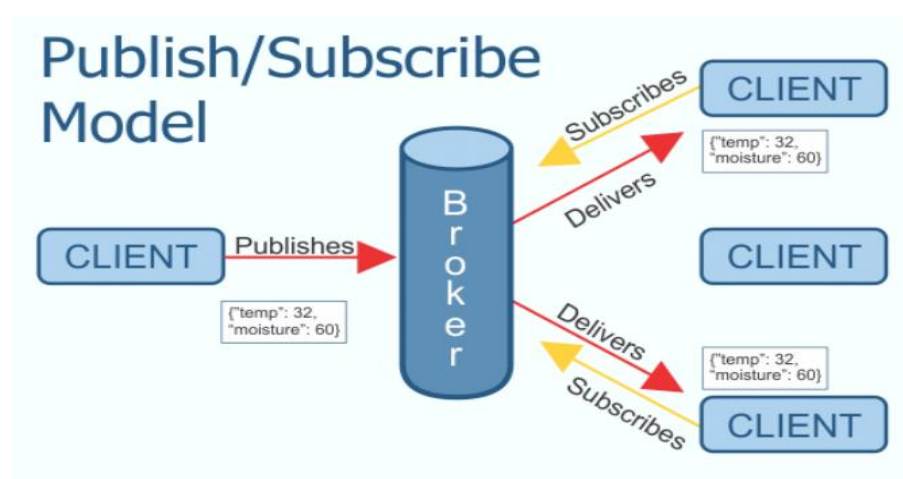 Publish/Subscribe
Model
CLIENT
Publishes
{"temp": 32,
"moisture": 60}
Broker
Subscribes
Delivers
CLIENT
{"temp": 32,
"moisture": 60}
CLIENT
Delivers
Subscribes
{"temp": 32,
"moisture": 60}
CLIENT